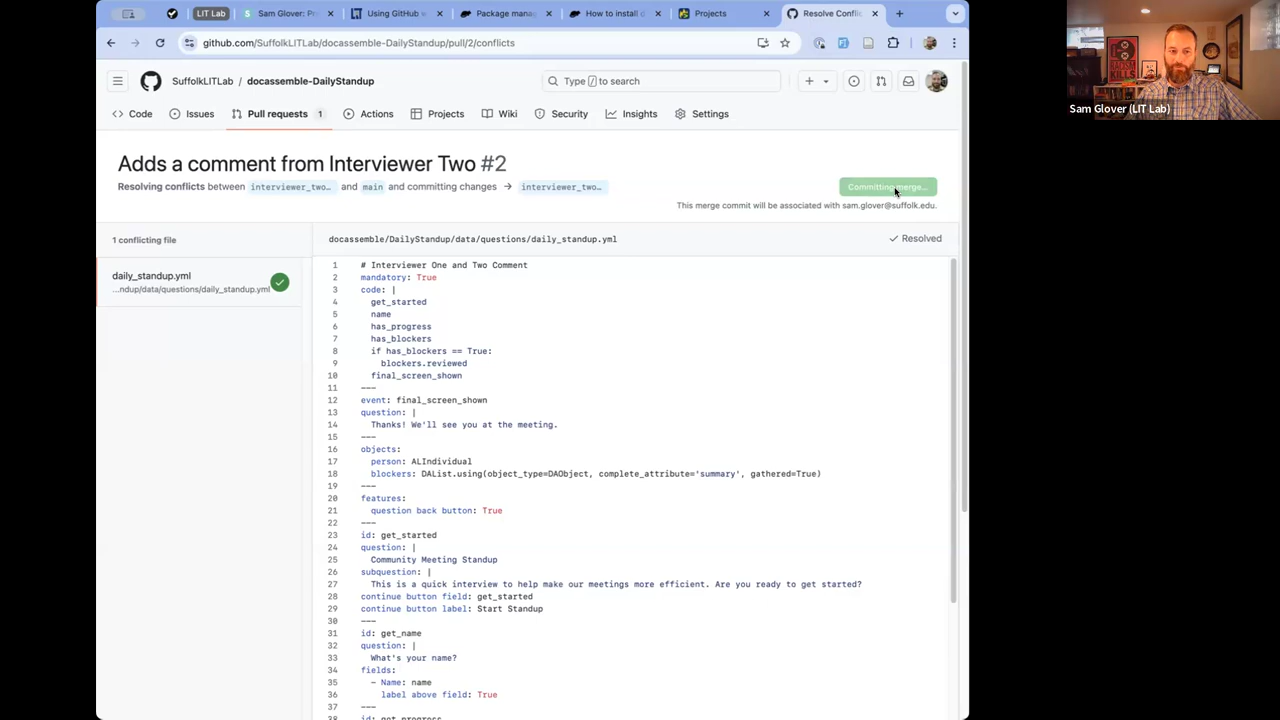 LIT Lab
Sam Glover: Pr
Using GitHub w
Package mana
How to install d
Projects
Resolve Confli
github.com/SuffolkLITLab/docassemble-DailyStandup/pull/2/conflicts
SuffolkLITLab / docassemble-DailyStandup
Type / to search
Code
Issues
Pull requests 1
Actions
Projects
Wiki
Security
Insights
Settings
Adds a comment from Interviewer Two #2
Resolving conflicts between interviewer_two… and main and committing changes → interviewer_two…
Committing merge...
This merge commit will be associated with sam.glover@suffolk.edu.
1 conflicting file
daily_standup.yml
…ndup/data/questions/daily_standup.yml
docassemble/DailyStandup/data/questions/daily_standup.yml
Resolved
1 # Interviewer One and Two Comment
2 mandatory: True
3 code: |
4 get_started
5 name
6 has_progress
7 has_blockers
8 if has_blockers == True:
9 blockers.reviewed
10 final_screen_shown
11 ---
12 event: final_screen_shown
13 question: |
14 Thanks! We'll see you at the meeting.
15 ---
16 objects:
17 person: ALIndividual
18 blockers: DAList.using(object_type=DAObject, complete_attribute='summary', gathered=True)
19 ---
20 features:
21 question back button: True
22 ---
23 id: get_started
24 question: |
25 Community Meeting Standup
26 subquestion: |
27 This is a quick interview to help make our meetings more efficient. Are you ready to get started?
28 continue button field: get_started
29 continue button label: Start Standup
30 ---
31 id: get_name
32 question: |
33 What's your name?
34 fields:
35 - Name: name
36 label above field: True
37 ---
38 id: get_progress
RACISM
KILLS
Sam Glover (LIT Lab)